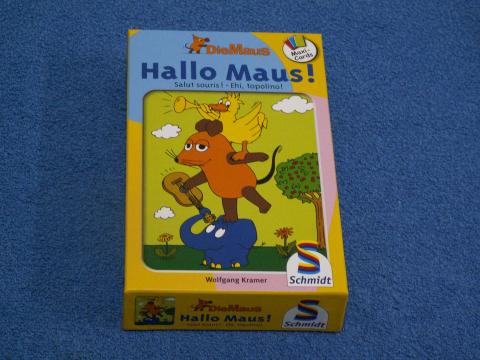 DieMaus
Maxi-
Cards
Hallo Maus!
Salut souris! · Ehi, topolino!
Wolfgang Kramer
S
Schmidt
DieMaus
Hallo Maus!
Salut souris! · Ehi, topolino!
S
Schmidt